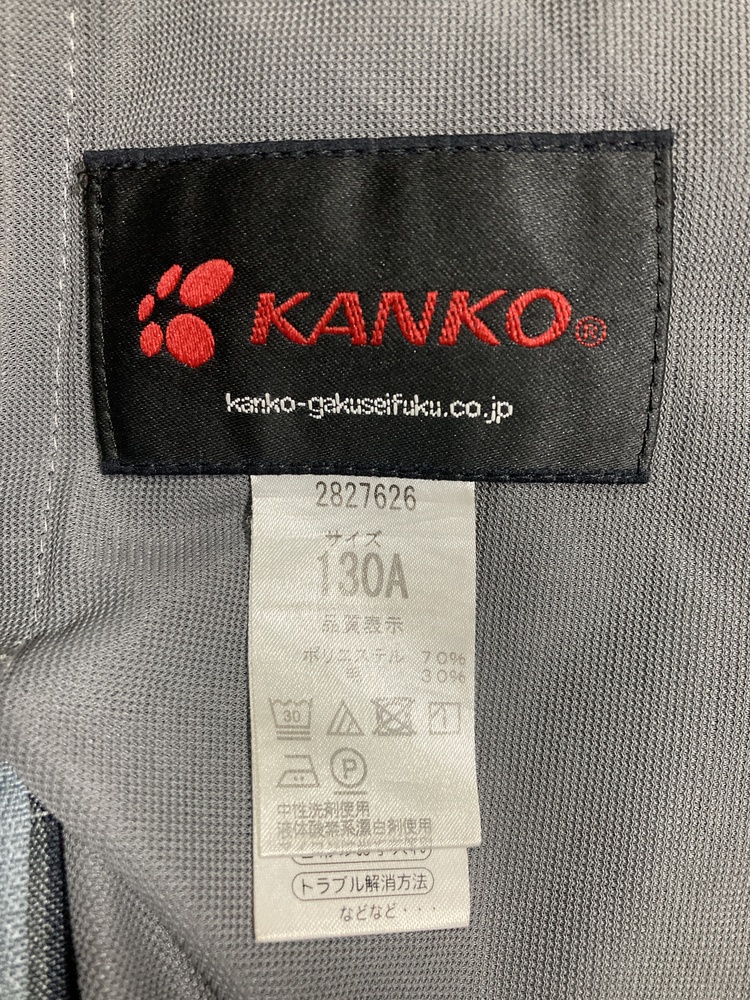 KANKO®
kanko-gakuseifuku.co.jp
2827626
サイズ
130A
品質表示
ポリエステル 70%
毛 30%
30
P
中性洗剤使用
液体酸素系漂白剤使用
トラブル解消方法
などなど・・・